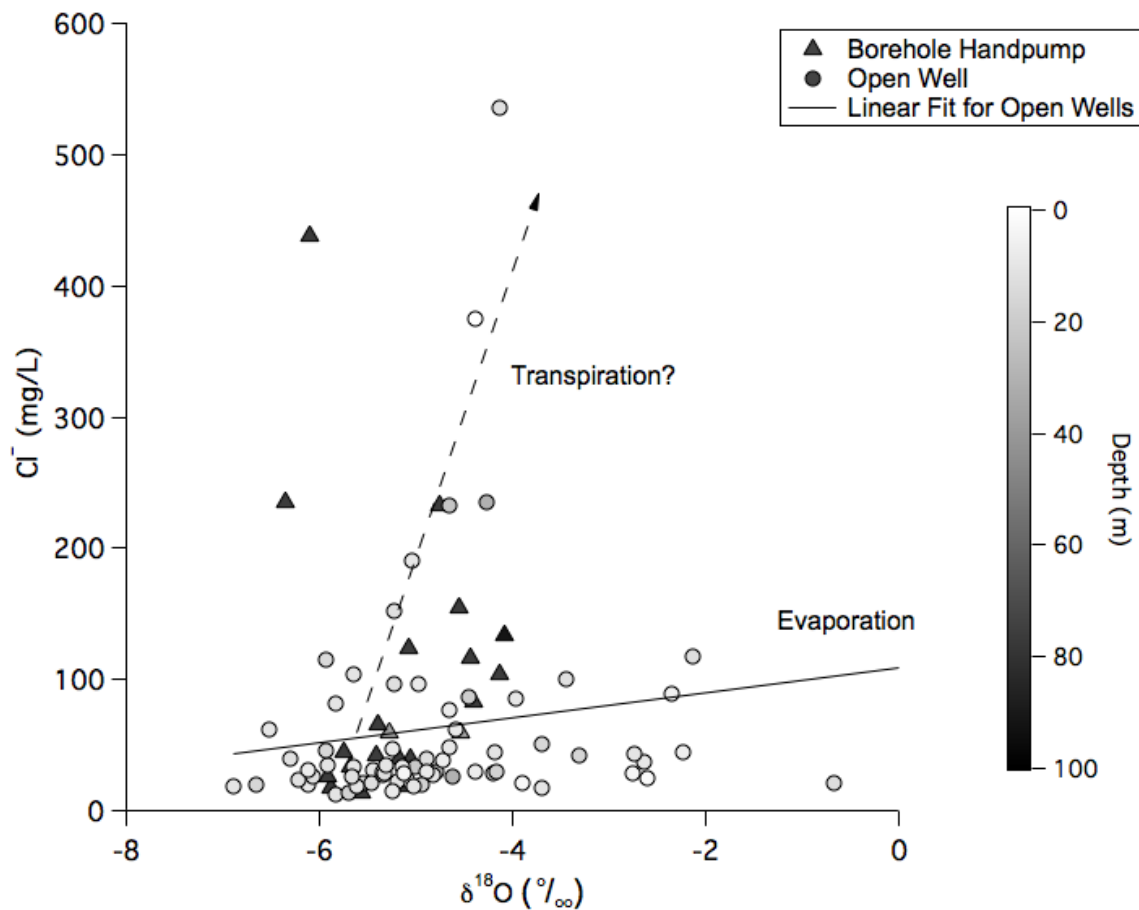 600
500
400
300
200
100
0
Cl⁻ (mg/L)
-8
-6
-4
-2
0
δ¹⁸O (°/∞)
Borehole Handpump
Open Well
Linear Fit for Open Wells
Transpiration?
Evaporation
0
20
40
60
80
100
Depth (m)